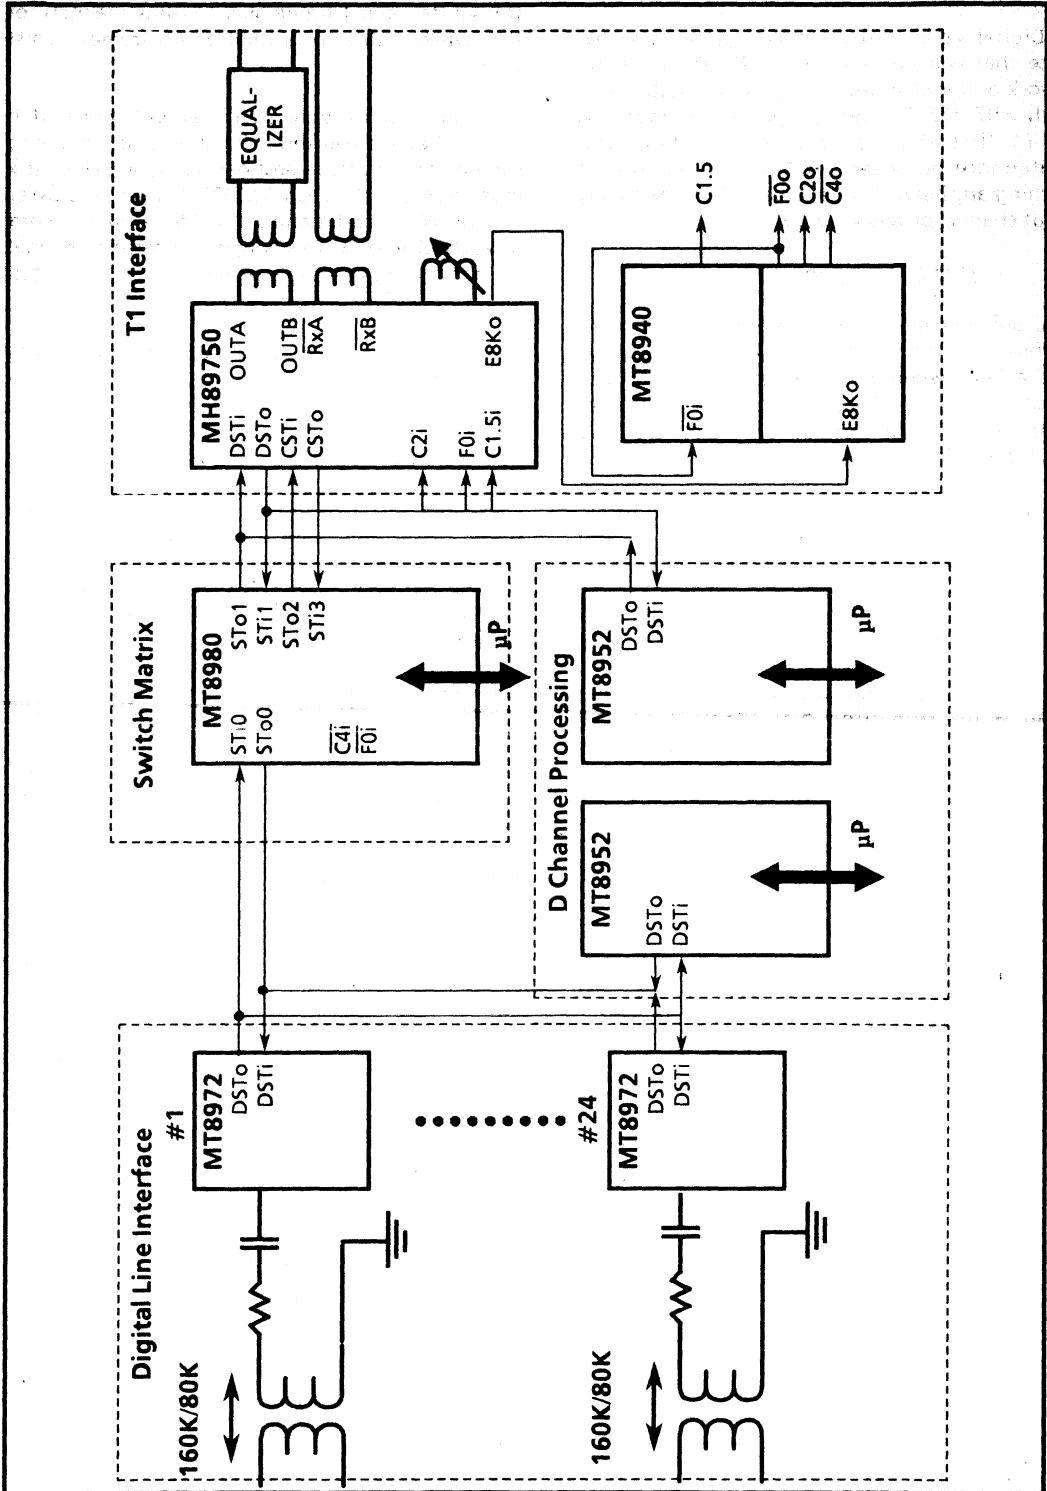 Digital Line Interface
160K/80K
#1
MT8972
DSTo
DSTi
160K/80K
#24
MT8972
DSTo
DSTi
Switch Matrix
MT8980
STi0
STo0
STo1
STi1
STo2
STi3
C4i
F0i
μP
D Channel Processing
MT8952
DSTo
DSTi
μP
MT8952
DSTo
DSTi
μP
T1 Interface
MH89750
DSTi
DSTo
CSTi
CSTo
C2i
F0i
C1.5i
OUTA
OUTB
RxA
RxB
E8Ko
EQUAL-
IZER
MT8940
F0i
E8Ko
C1.5
F0o
C2o
C4o